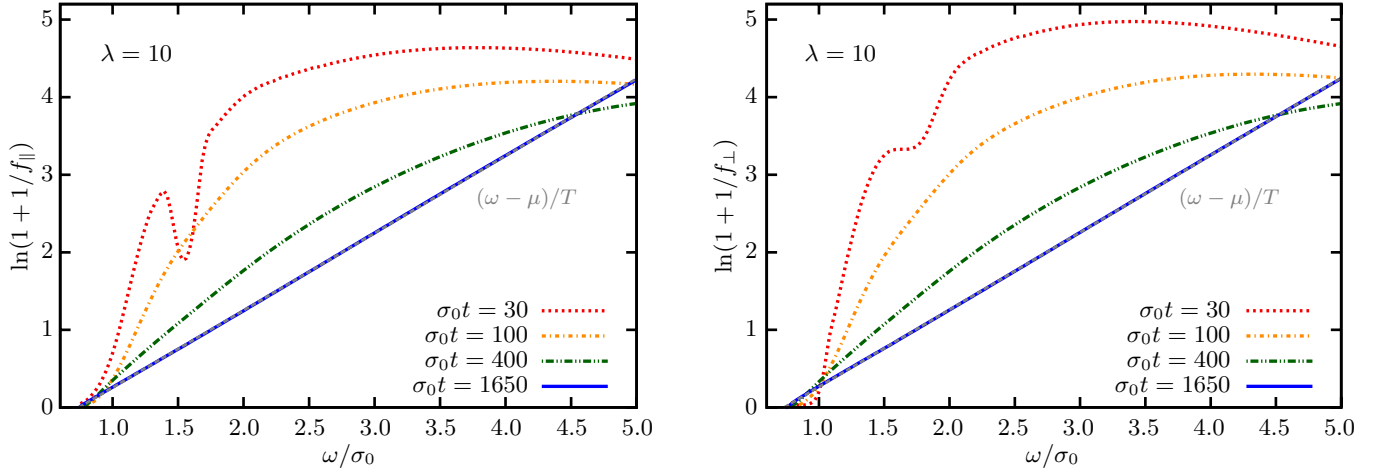 5
4
3
2
1
0
ln(1 + 1/f∥)
λ = 10
(ω − μ)/T
σ₀t = 30
σ₀t = 100
σ₀t = 400
σ₀t = 1650
1.0 1.5 2.0 2.5 3.0 3.5 4.0 4.5 5.0
ω/σ₀
5
4
3
2
1
0
ln(1 + 1/f⊥)
λ = 10
(ω − μ)/T
σ₀t = 30
σ₀t = 100
σ₀t = 400
σ₀t = 1650
1.0 1.5 2.0 2.5 3.0 3.5 4.0 4.5 5.0
ω/σ₀